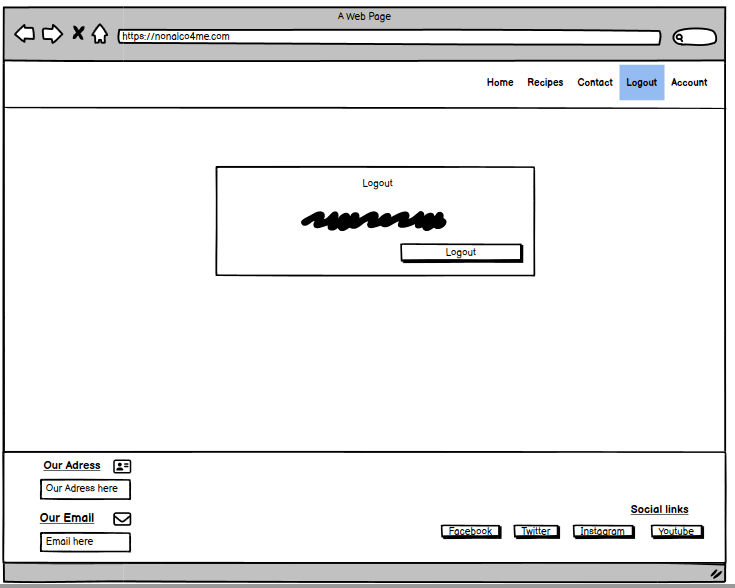 A Web Page
https://nonalco4me.com
Home Recipes Contact Logout Account
Logout
Logout
Our Adress
Our Adress here
Our Email
Email here
Social links
Facebook Twitter Instagram Youtube